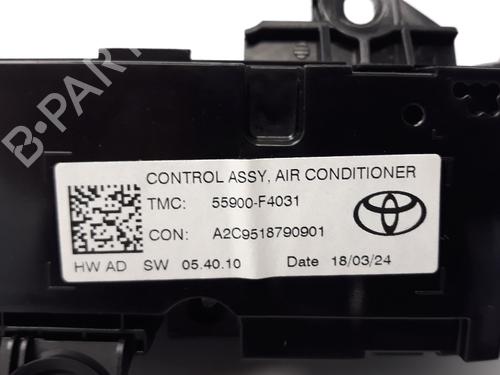 B-PARTS
CONTROL ASSY, AIR CONDITIONER
TMC: 55900-F4031
CON: A2C9518790901
HW AD SW 05.40.10 Date 18/03/24